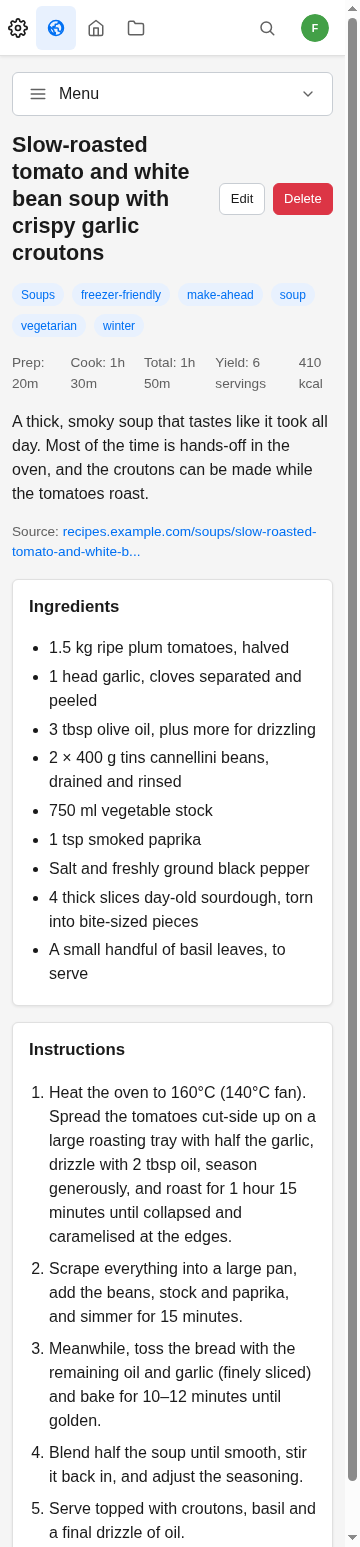 F
Menu
Slow-roasted
tomato and white
bean soup with
crispy garlic
croutons
Edit
Delete
Soups
freezer-friendly
make-ahead
soup
vegetarian
winter
Prep: 20m
Cook: 1h 30m
Total: 1h 50m
Yield: 6 servings
410 kcal
A thick, smoky soup that tastes like it took all
day. Most of the time is hands-off in the
oven, and the croutons can be made while
the tomatoes roast.
Source: recipes.example.com/soups/slow-roasted-
tomato-and-white-b...
Ingredients
• 1.5 kg ripe plum tomatoes, halved
• 1 head garlic, cloves separated and
peeled
• 3 tbsp olive oil, plus more for drizzling
• 2 × 400 g tins cannellini beans,
drained and rinsed
• 750 ml vegetable stock
• 1 tsp smoked paprika
• Salt and freshly ground black pepper
• 4 thick slices day-old sourdough, torn
into bite-sized pieces
• A small handful of basil leaves, to
serve
Instructions
1. Heat the oven to 160°C (140°C fan).
Spread the tomatoes cut-side up on a
large roasting tray with half the garlic,
drizzle with 2 tbsp oil, season
generously, and roast for 1 hour 15
minutes until collapsed and
caramelised at the edges.
2. Scrape everything into a large pan,
add the beans, stock and paprika,
and simmer for 15 minutes.
3. Meanwhile, toss the bread with the
remaining oil and garlic (finely sliced)
and bake for 10–12 minutes until
golden.
4. Blend half the soup until smooth, stir
it back in, and adjust the seasoning.
5. Serve topped with croutons, basil and
a final drizzle of oil.